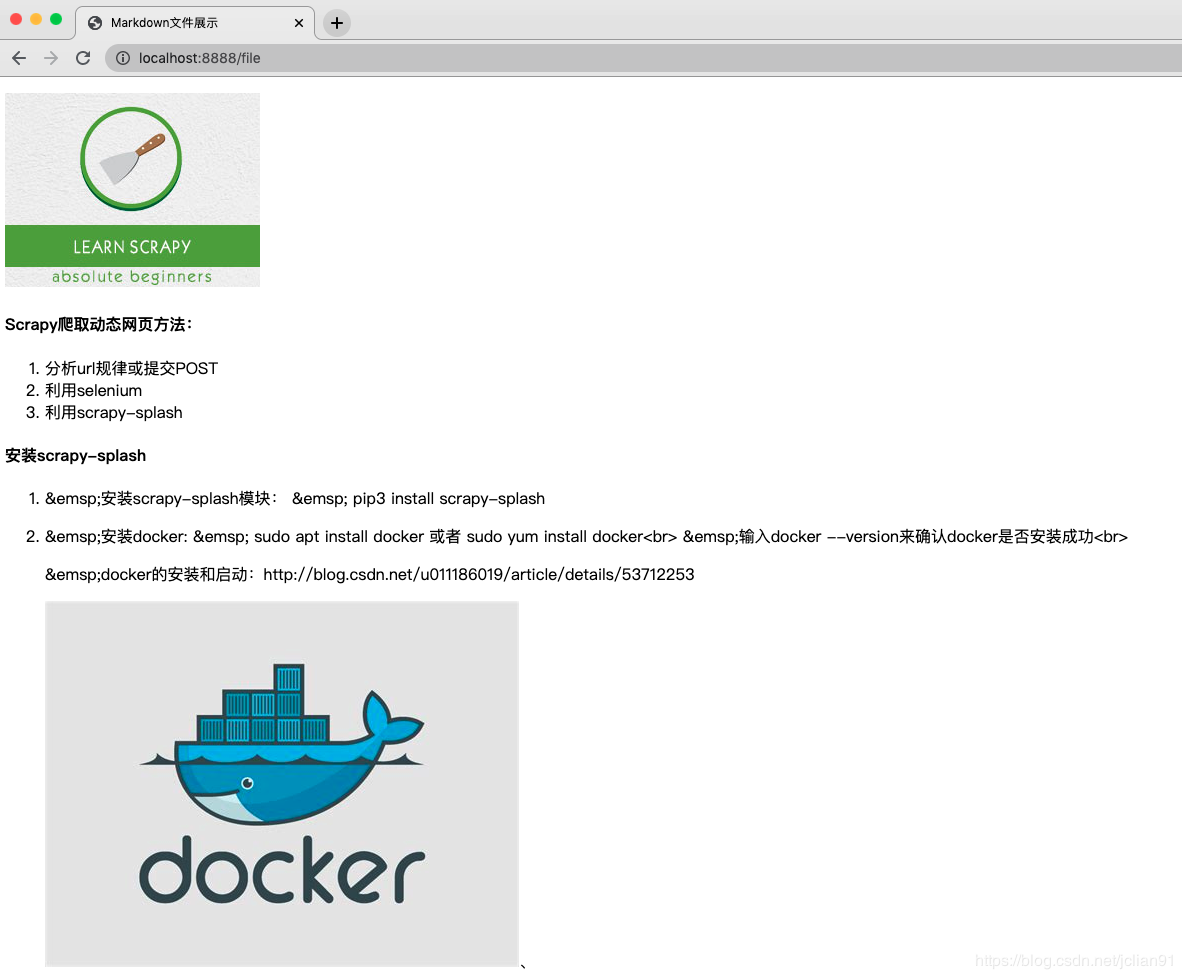 Markdown文件展示
localhost:8888/file
LEARN SCRAPY
absolute beginners
Scrapy爬取动态网页方法：
1. 分析url规律或提交POST
2. 利用selenium
3. 利用scrapy-splash
安装scrapy-splash
1. &emsp;安装scrapy-splash模块： &emsp; pip3 install scrapy-splash
2. &emsp;安装docker: &emsp; sudo apt install docker 或者 sudo yum install docker<br> &emsp;输入docker --version来确认docker是否安装成功<br>
&emsp;docker的安装和启动：http://blog.csdn.net/u011186019/article/details/53712253
docker
、
https://blog.csdn.net/jclian91